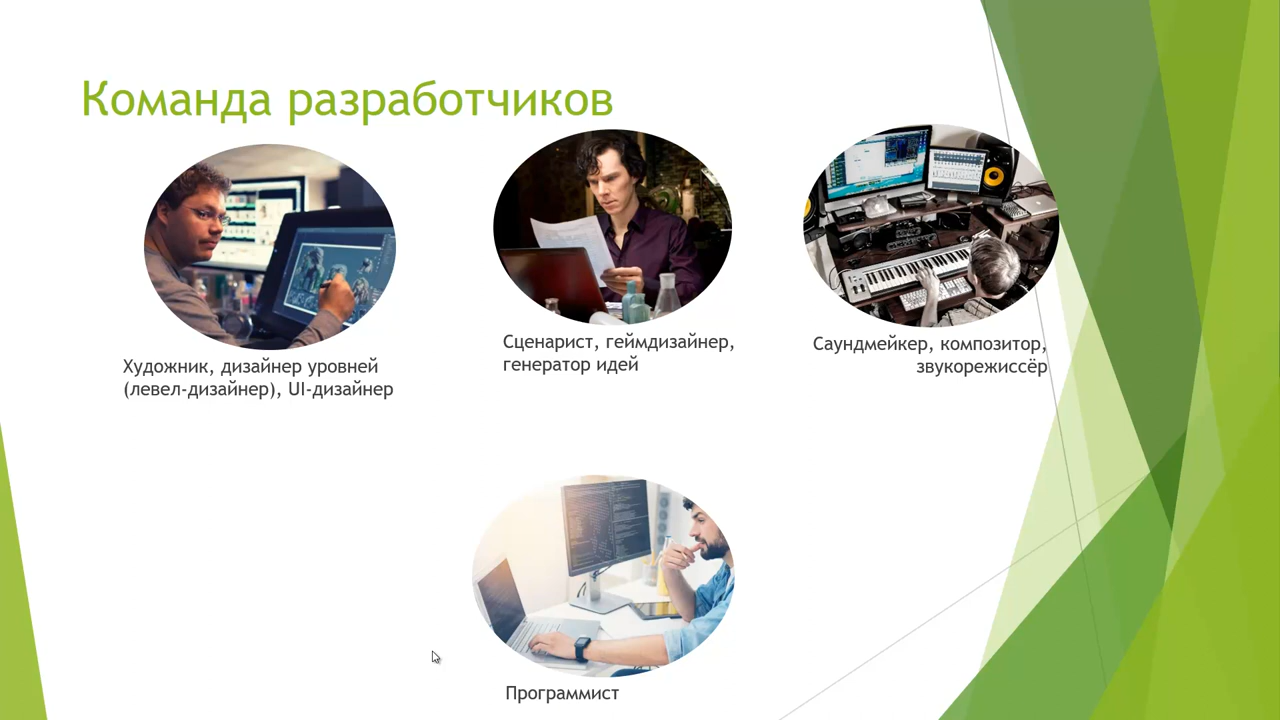 Команда разработчиков
Художник, дизайнер уровней
(левел-дизайнер), UI-дизайнер
Сценарист, геймдизайнер,
генератор идей
Саундмейкер, композитор,
звукорежиссёр
Программист